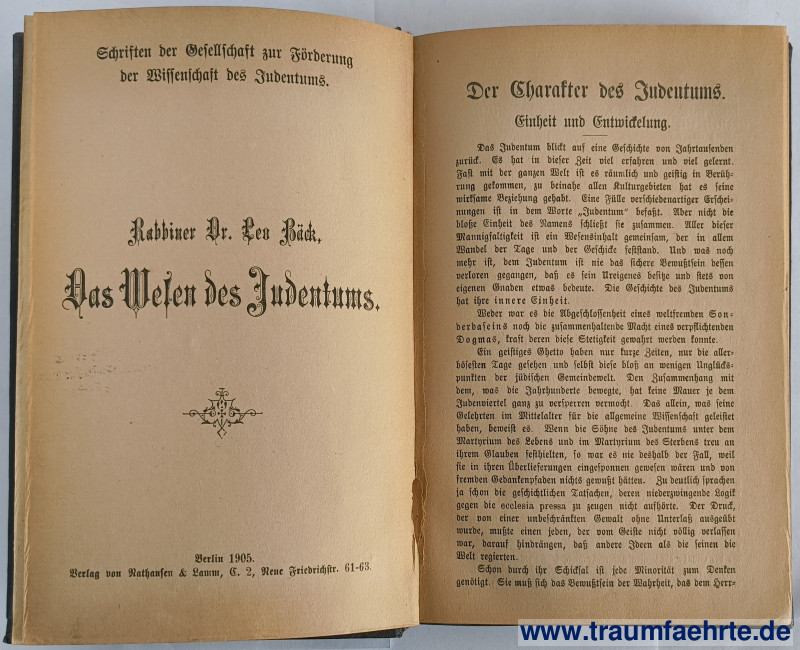 Schriften der Gesellschaft zur Förderung
der Wissenschaft des Judentums.
Rabbiner Dr. Leo Bäck,
Das Wesen des Judentums.
Berlin 1905.
Verlag von Nathansen & Lamm, C. 2, Neue Friedrichstr. 61-63.
Der Charakter des Judentums.
Einheit und Entwickelung.
Das Judentum blickt auf eine Geschichte von Jahrtausenden
zurück. Es hat in dieser Zeit viel erfahren und viel gelernt.
Fast mit der ganzen Welt ist es räumlich und geistig in Berüh-
rung gekommen, zu beinahe allen Kulturgebieten hat es seine
wirksame Beziehung gehabt. Eine Fülle verschiedenartiger Erschei-
nungen ist in dem Worte „Judentum“ befaßt. Aber nicht die
bloße Einheit des Namens schließt sie zusammen. Aller dieser
Mannigfaltigkeit ist ein Wesensinhalt gemeinsam, der in allem
Wandel der Tage und der Geschicke feststand. Und was noch
mehr ist, dem Judentum ist nie das sichere Bewußtsein dessen
verloren gegangen, daß es sein Ureigenes besitze und stets von
eigenen Gnaden etwas bedeute. Die Geschichte des Judentums
hat ihre innere Einheit.
Weder war es die Abgeschlossenheit eines weltfremden Son-
derdaseins noch die zusammenhaltende Macht eines verpflichtenden
Dogmas, kraft deren diese Stetigkeit gewahrt werden konnte.
Ein geistiges Ghetto haben nur kurze Zeiten, nur die aller-
bösesten Tage gesehen und selbst diese bloß an wenigen Unglücks-
punkten der jüdischen Gemeindewelt. Den Zusammenhang mit
dem, was die Jahrhunderte bewegte, hat keine Mauer je dem
Judenviertel ganz zu versperren vermocht. Das allein, was seine
Gelehrten im Mittelalter für die allgemeine Wissenschaft geleistet
haben, beweist es. Wenn die Söhne des Judentums unter dem
Martyrium des Lebens und im Martyrium des Sterbens treu an
ihrem Glauben festhielten, so war es nie deshalb der Fall, weil
sie in ihren Überlieferungen eingesponnen gewesen wären und von
fremden Gedankenpfaden nichts gewußt hätten. Zu deutlich sprachen
ja schon die geschichtlichen Tatsachen, deren niederzwingende Logik
gegen die ecclesia pressa zu zeugen nicht aufhörte. Der Druck,
der von einer unbeschränkten Gewalt ohne Unterlaß ausgeübt
wurde, mußte einen jeden, der vom Geiste nicht völlig verlassen
war, darauf hindrängen, daß andere Ideen als die seinen die
Welt regierten.
Schon durch ihr Schicksal ist jede Minorität zum Denken
genötigt. Sie muß sich das Bewußtsein der Wahrheit, das dem Herr-
www.traumfaehrte.de